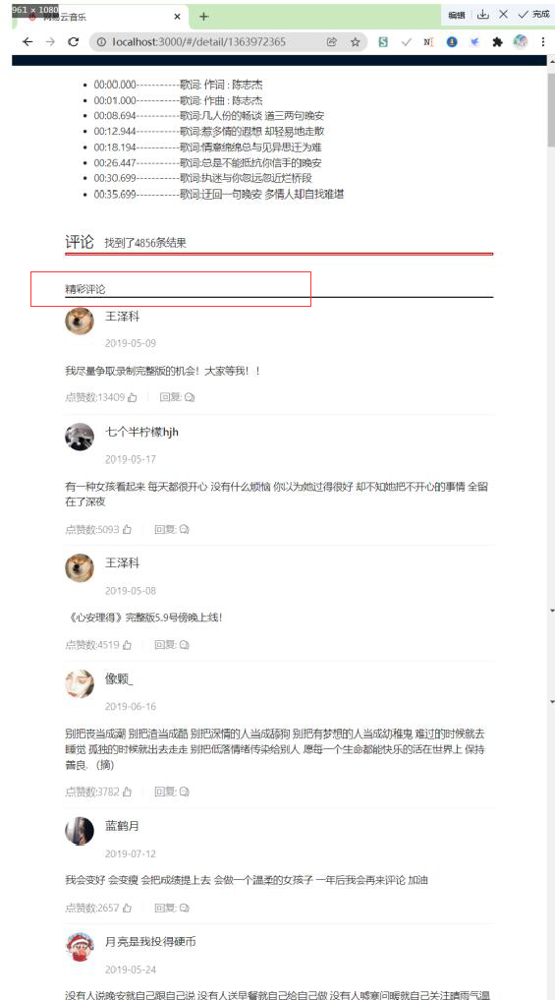 961 × 1080
网易云音乐
编辑
完成
localhost:3000/#/detail/1363972365
00:00.000-----------歌词: 作词 : 陈志杰
00:01.000-----------歌词: 作曲 : 陈志杰
00:08.694-----------歌词:几人份的畅谈 道三两句晚安
00:12.944-----------歌词:惹多情的遐想 却轻易地走散
00:18.194-----------歌词:情意绵绵总与见异思迁为难
00:26.447-----------歌词:总是不能抵抗你信手的晚安
00:30.699-----------歌词:执迷与你忽远忽近烂桥段
00:35.699-----------歌词:迂回一句晚安 多情人却自找难堪
评论 找到了4856条结果
精彩评论
王泽科
2019-05-09
我尽量争取录制完整版的机会！大家等我！！
点赞数:13409 回复:
七个半柠檬hjh
2019-05-17
有一种女孩看起来 每天都很开心 没有什么烦恼 你以为她过得很好 却不知她把不开心的事情 全留
在了深夜
点赞数:5093 回复:
王泽科
2019-05-08
《心安理得》完整版5.9号傍晚上线！
点赞数:4519 回复:
像颗_
2019-06-16
别把丧当成潮 别把渣当成酷 别把深情的人当成舔狗 别把有梦想的人当成幼稚鬼 难过的时候就去
睡觉 孤独的时候就出去走走 别把低落情绪传染给别人 愿每一个生命都能快乐的活在世界上 保持
善良.（摘）
点赞数:3782 回复:
蓝鹤月
2019-07-12
我会变好 会变瘦 会把成绩提上去 会做一个温柔的女孩子 一年后我会再来评论 加油
点赞数:2657 回复:
月亮是我投得硬币
2019-05-24
没有人说晚安就自己跟自己说 没有人送早餐就自己给自己做 没有人嘘寒问暖就自己关注晴雨气温